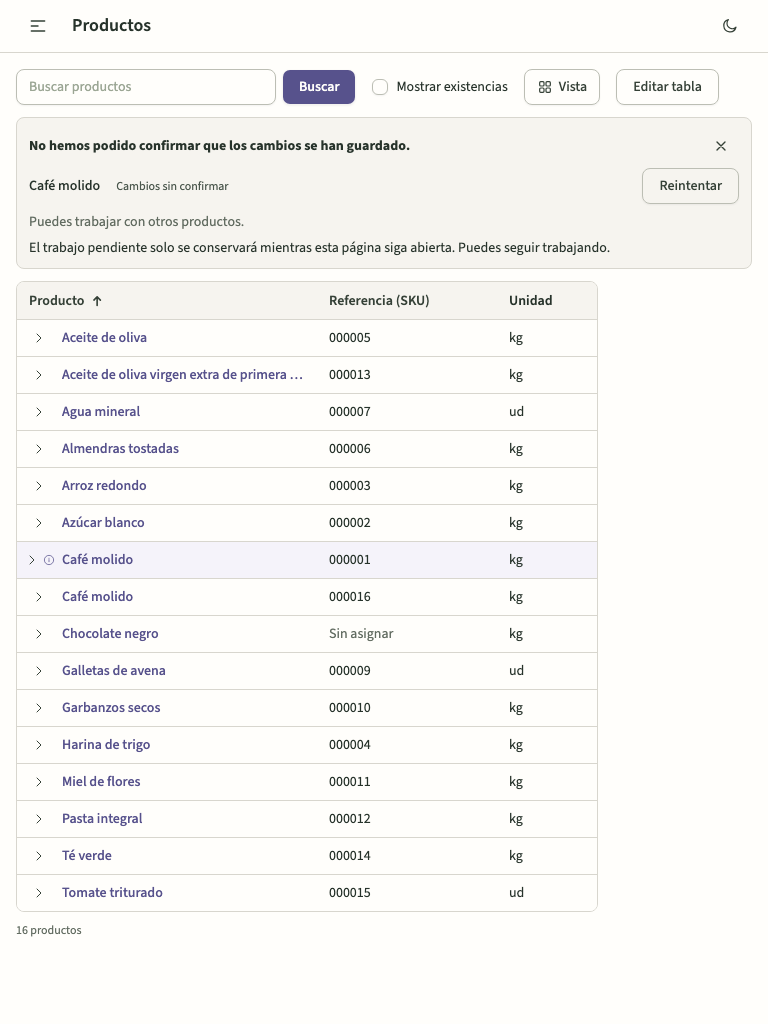 Productos
Buscar productos
Buscar
Mostrar existencias
Vista
Editar tabla
No hemos podido confirmar que los cambios se han guardado.
Café molido Cambios sin confirmar
Reintentar
Puedes trabajar con otros productos.
El trabajo pendiente solo se conservará mientras esta página siga abierta. Puedes seguir trabajando.
Producto Referencia (SKU) Unidad
Aceite de oliva 000005 kg
Aceite de oliva virgen extra de primera … 000013 kg
Agua mineral 000007 ud
Almendras tostadas 000006 kg
Arroz redondo 000003 kg
Azúcar blanco 000002 kg
Café molido 000001 kg
Café molido 000016 kg
Chocolate negro Sin asignar kg
Galletas de avena 000009 ud
Garbanzos secos 000010 kg
Harina de trigo 000004 kg
Miel de flores 000011 kg
Pasta integral 000012 kg
Té verde 000014 kg
Tomate triturado 000015 ud
16 productos